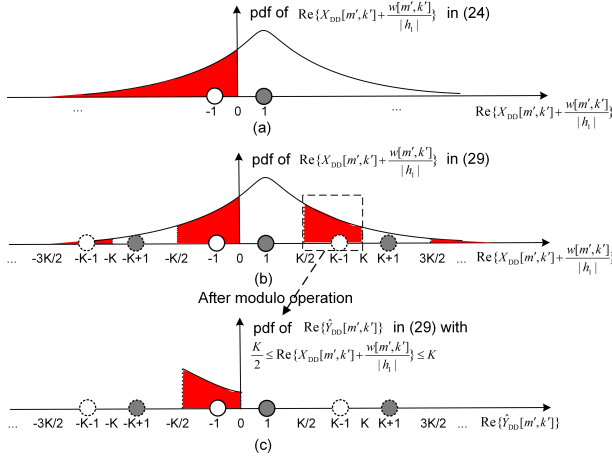 pdf of Re{X_DD[m′,k′]+ w[m′,k′]/|h_1|} in (24)
... -1 0 1 ... Re{X_DD[m′,k′]+ w[m′,k′]/|h_1|}
(a)
pdf of Re{X_DD[m′,k′]+ w[m′,k′]/|h_1|} in (29)
... -3K/2 -K-1 -K -K+1 -K/2 -1 0 1 K/2 K-1 K K+1 3K/2 ... Re{X_DD[m′,k′]+ w[m′,k′]/|h_1|}
(b)
After modulo operation
pdf of Re{Ŷ_DD[m′,k′]} in (29) with
K/2 ≤ Re{X_DD[m′,k′]+ w[m′,k′]/|h_1|} ≤ K
... -3K/2 -K-1 -K -K+1 -K/2 -1 0 1 K/2 K-1 K K+1 3K/2 ... Re{Ŷ_DD[m′,k′]}
(c)